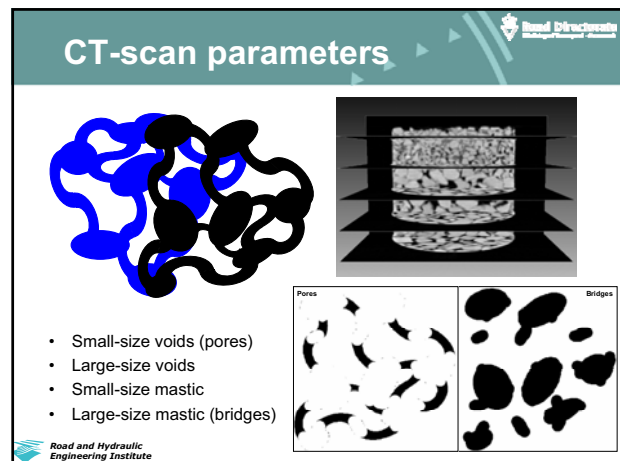 CT-scan parameters
Road Directorate
Pores
Bridges
• Small-size voids (pores)
• Large-size voids
• Small-size mastic
• Large-size mastic (bridges)
Road and Hydraulic
Engineering Institute